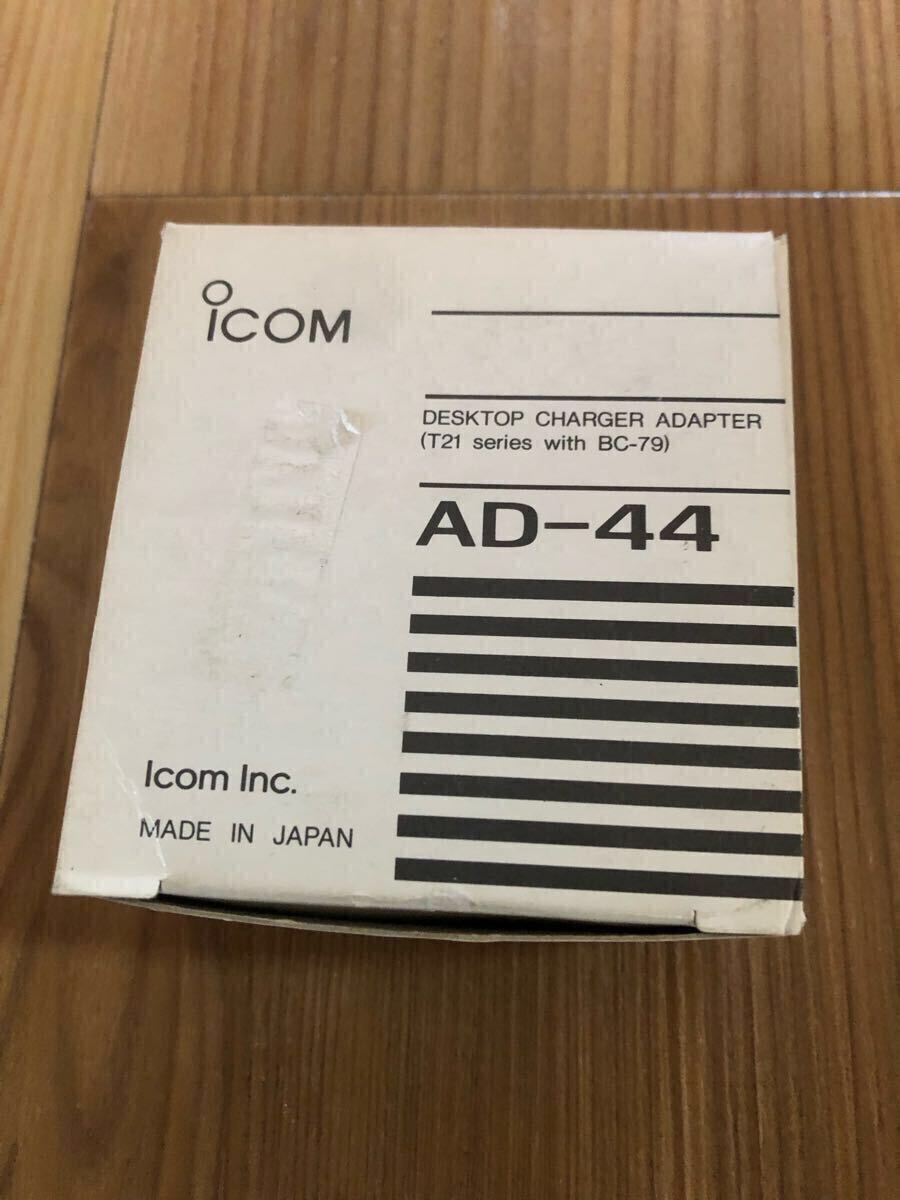 iCOM
DESKTOP CHARGER ADAPTER
(T21 series with BC-79)
AD-44
Icom Inc.
MADE IN JAPAN